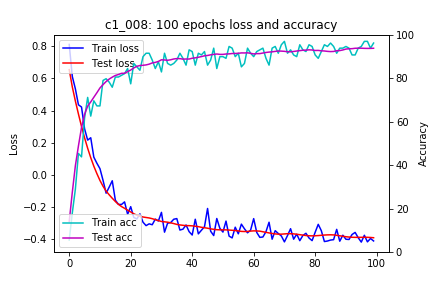 c1_008: 100 epochs loss and accuracy
Train loss
Test loss
Train acc
Test acc
Loss
Accuracy
0.8
0.6
0.4
0.2
0.0
−0.2
−0.4
100
80
60
40
20
0
0
20
40
60
80
100